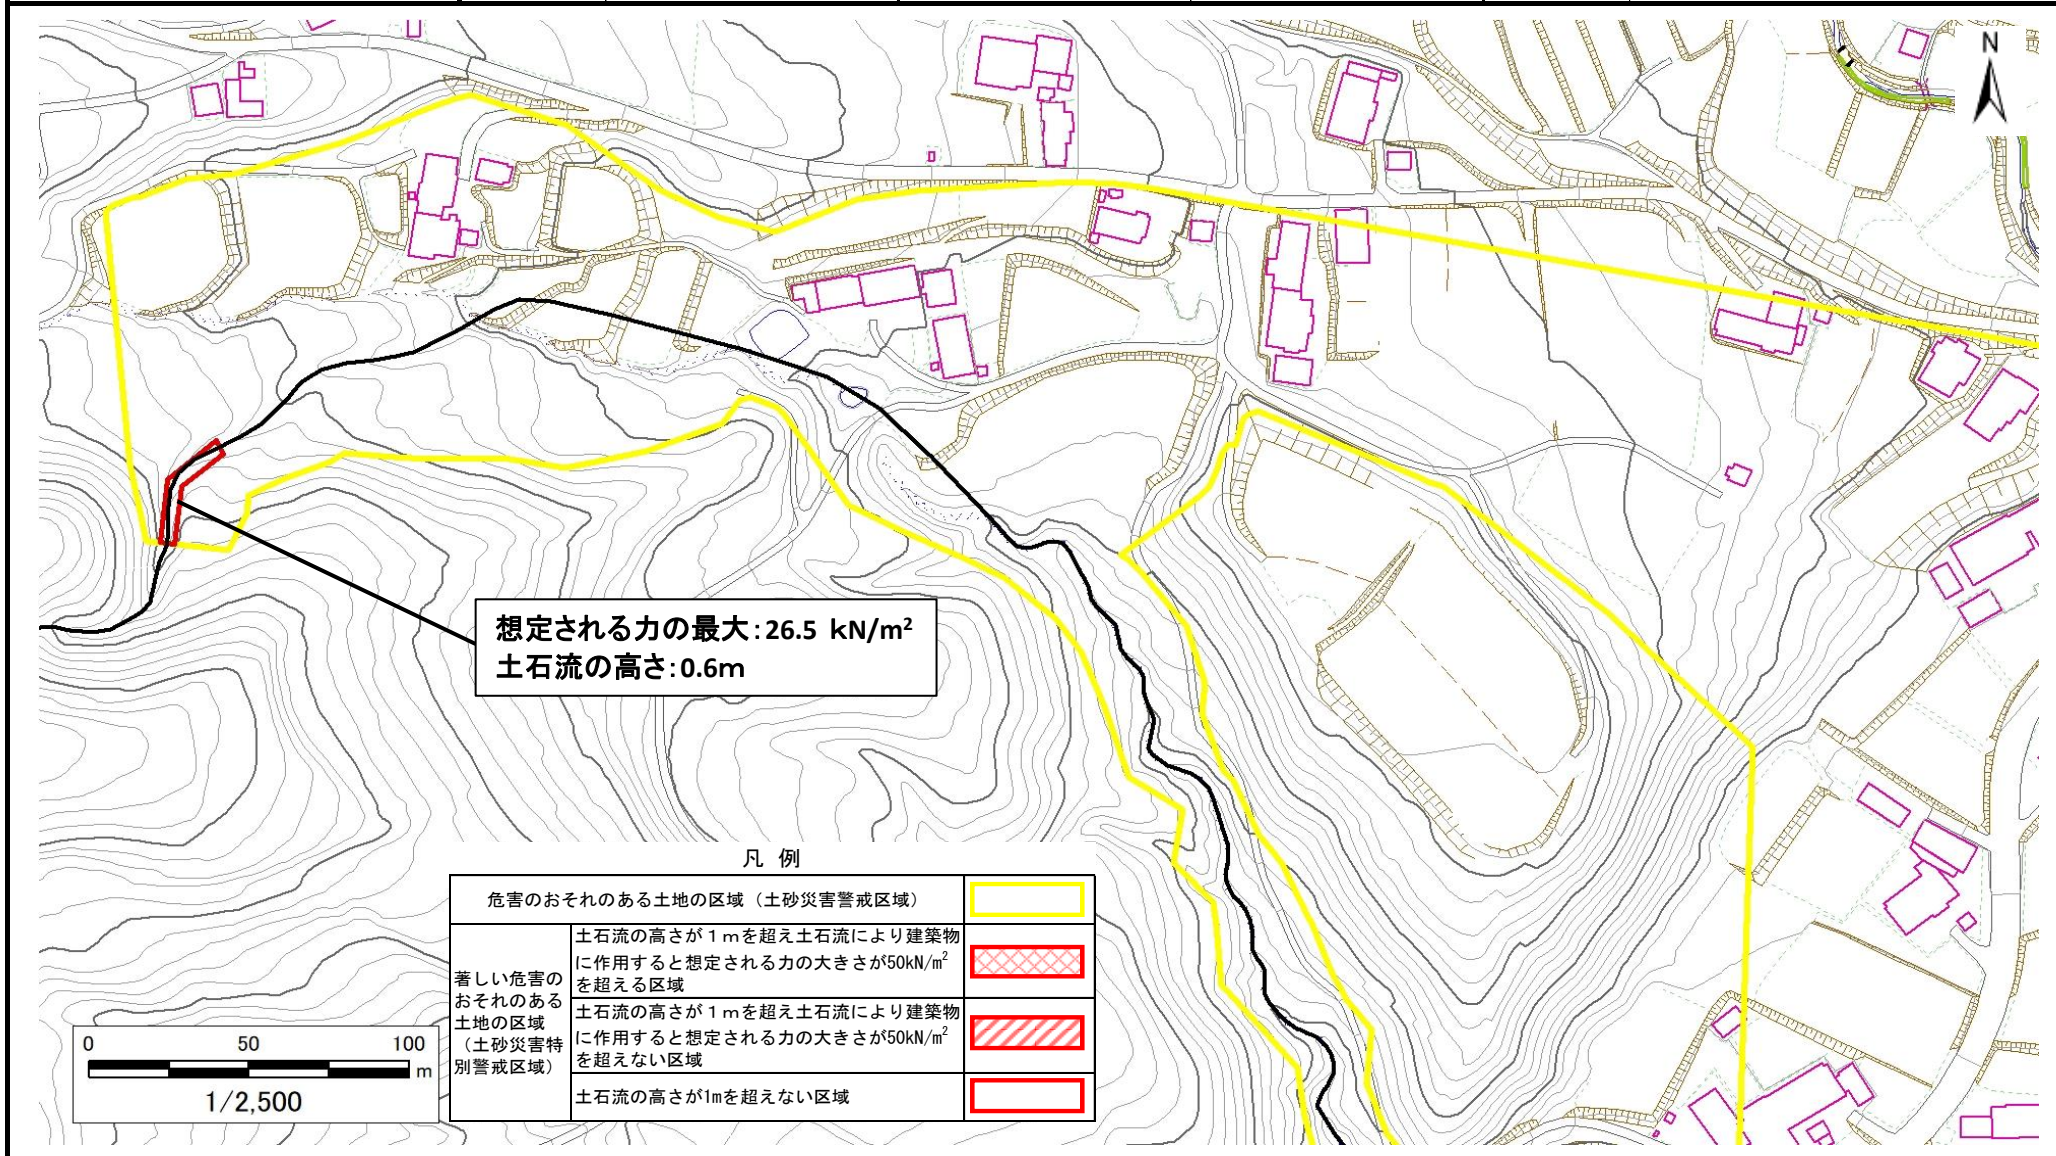 N
想定される力の最大:26.5 kN/m²
土石流の高さ:0.6m
凡 例
危害のおそれのある土地の区域（土砂災害警戒区域）
著しい危害の
おそれのある
土地の区域
（土砂災害特
別警戒区域）
土石流の高さが１ｍを超え土石流により建築物
に作用すると想定される力の大きさが50kN/m²
を超える区域
土石流の高さが１ｍを超え土石流により建築物
に作用すると想定される力の大きさが50kN/m²
を超えない区域
土石流の高さが1mを超えない区域
0 50 100
m
1/2,500